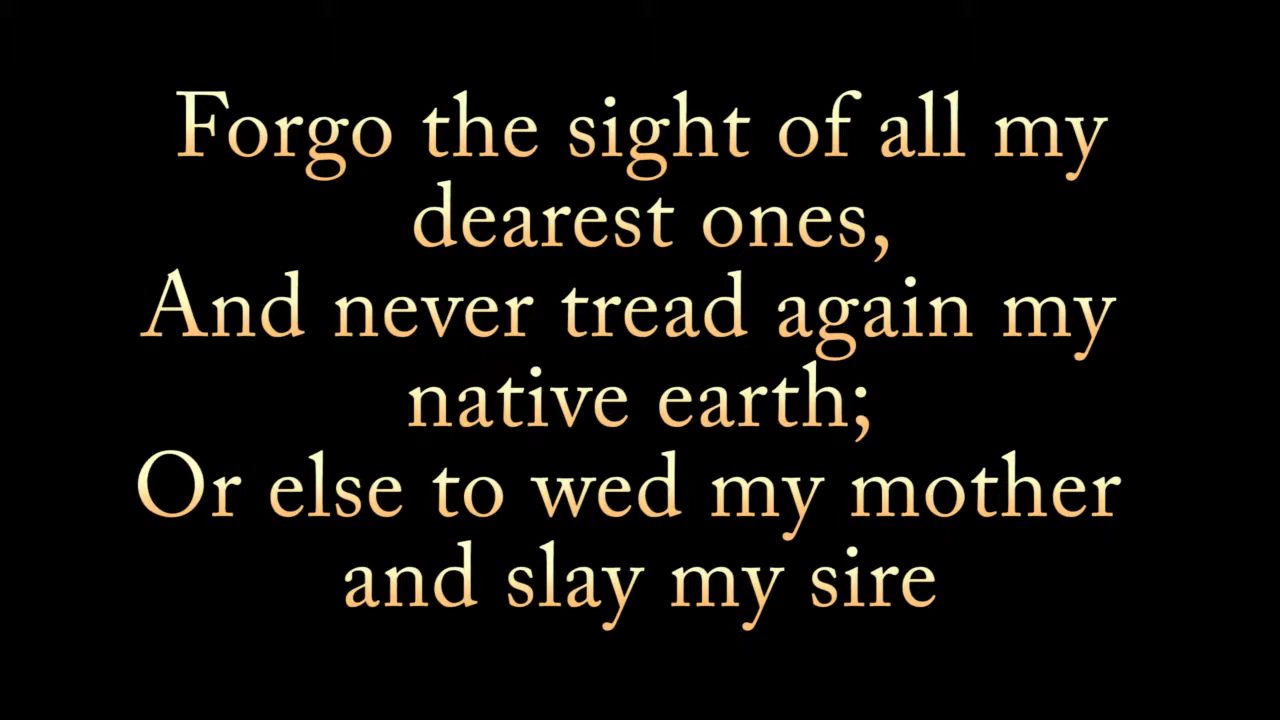 Forgo the sight of all my
dearest ones,
And never tread again my
native earth;
Or else to wed my mother
and slay my sire